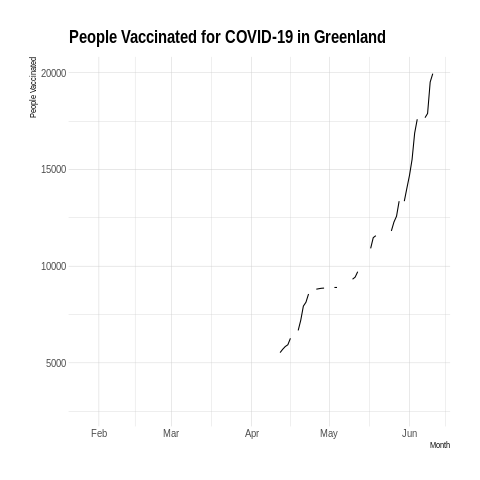 People Vaccinated for COVID-19 in Greenland
People Vaccinated
20000
15000
10000
5000
Feb Mar Apr May Jun
Month